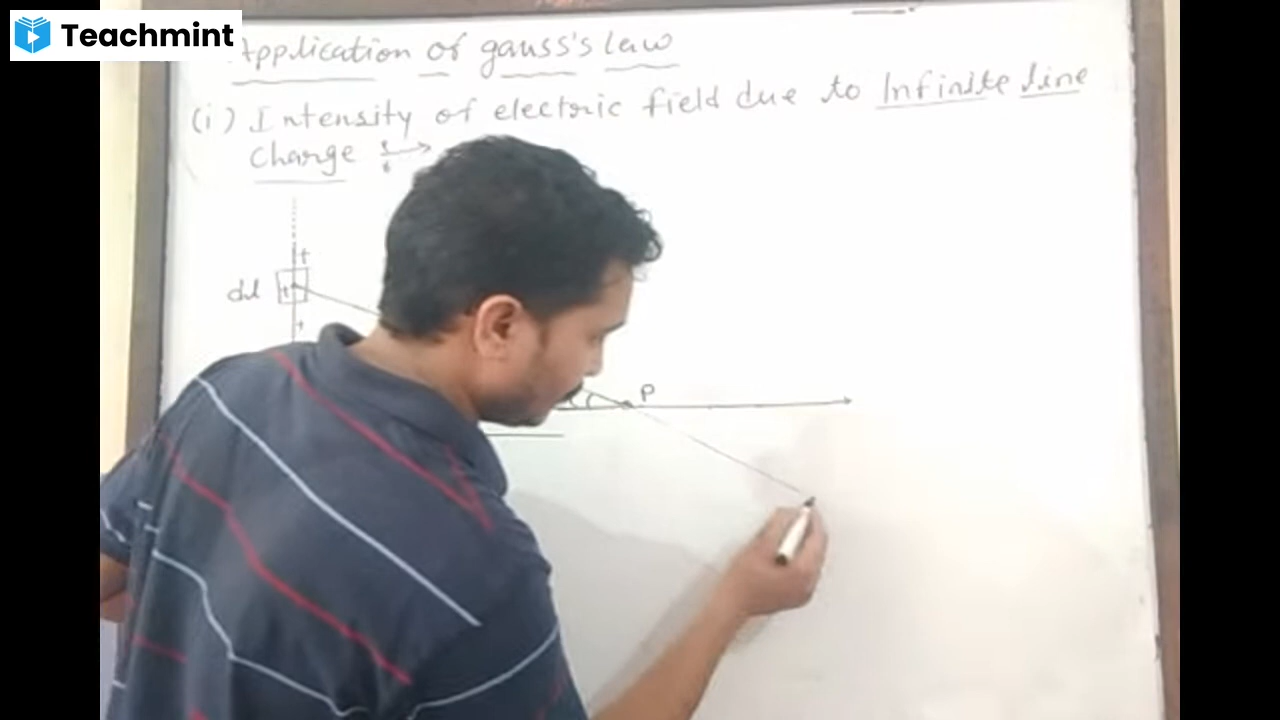 Teachmint
Application of gauss's law
(i) Intensity of electric field due to Infinite line
Charge
+
dl +
+
P